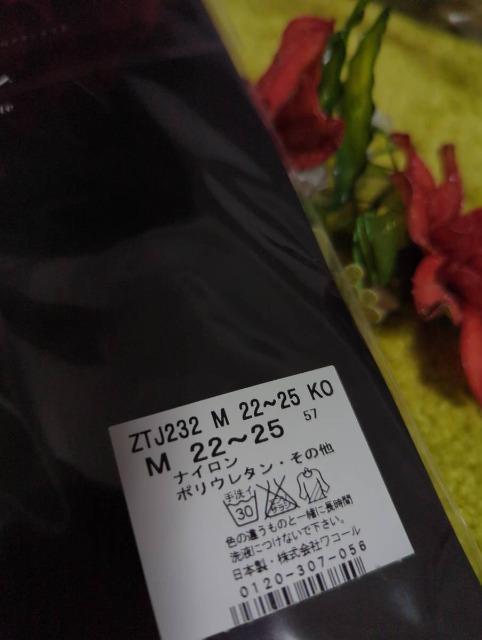 ZTJ232 M 22~25 KO
M 22~25 57
ナイロン
ポリウレタン・その他
手洗イ
30
色の違うものと一緒に長時間
洗液につけないで下さい。
日本製・株式会社ワコール
0120-307-056